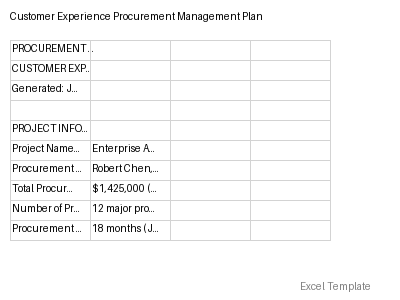 Customer Experience Procurement Management Plan
PROCUREMENT...
CUSTOMER EXP...
Generated: J...
PROJECT INFO...
Project Name... Enterprise A...
Procurement... Robert Chen,...
Total Procur... $1,425,000 (...
Number of Pr... 12 major pro...
Procurement... 18 months (J...
Excel Template